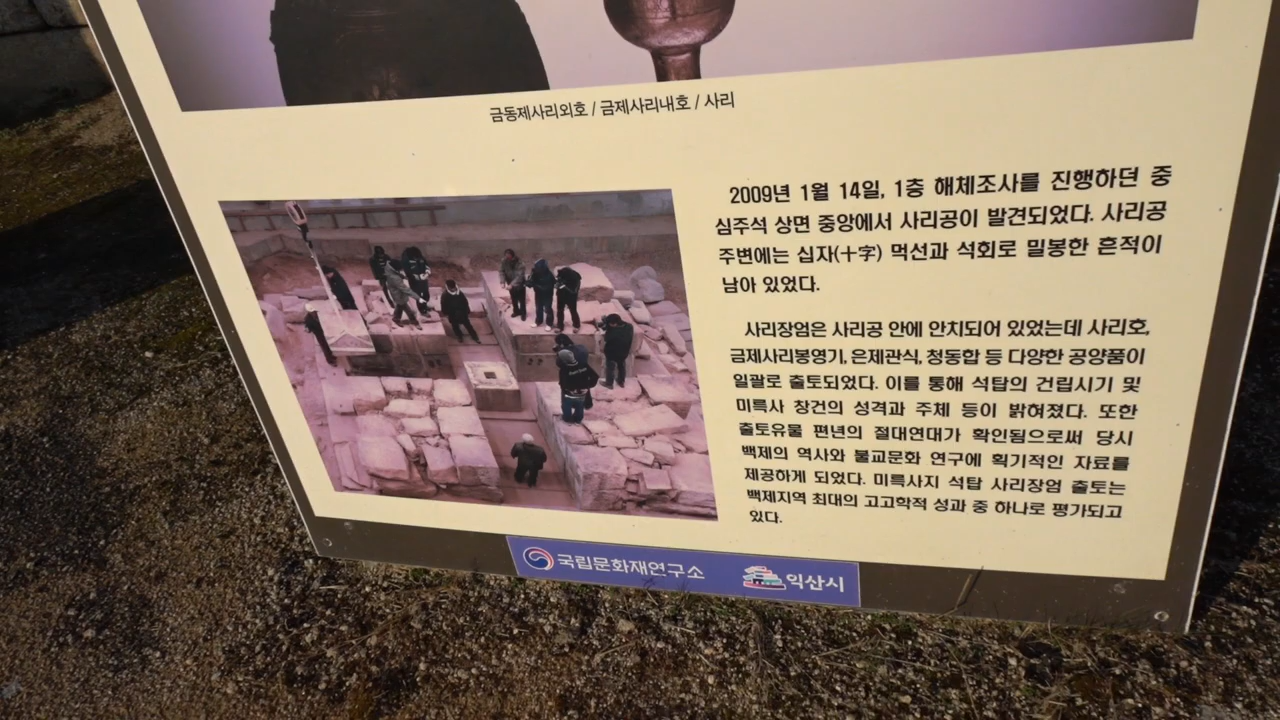 금동제사리외호 / 금제사리내호 / 사리
2009년 1월 14일, 1층 해체조사를 진행하던 중
심주석 상면 중앙에서 사리공이 발견되었다. 사리공
주변에는 십자(十字) 먹선과 석회로 밀봉한 흔적이
남아 있었다.
사리장엄은 사리공 안에 안치되어 있었는데 사리호,
금제사리봉영기, 은제관식, 청동합 등 다양한 공양품이
일괄로 출토되었다. 이를 통해 석탑의 건립시기 및
미륵사 창건의 성격과 주체 등이 밝혀졌다. 또한
출토유물 편년의 절대연대가 확인됨으로써 당시
백제의 역사와 불교문화 연구에 획기적인 자료를
제공하게 되었다. 미륵사지 석탑 사리장엄 출토는
백제지역 최대의 고고학적 성과 중 하나로 평가되고
있다.
국립문화재연구소 익산시